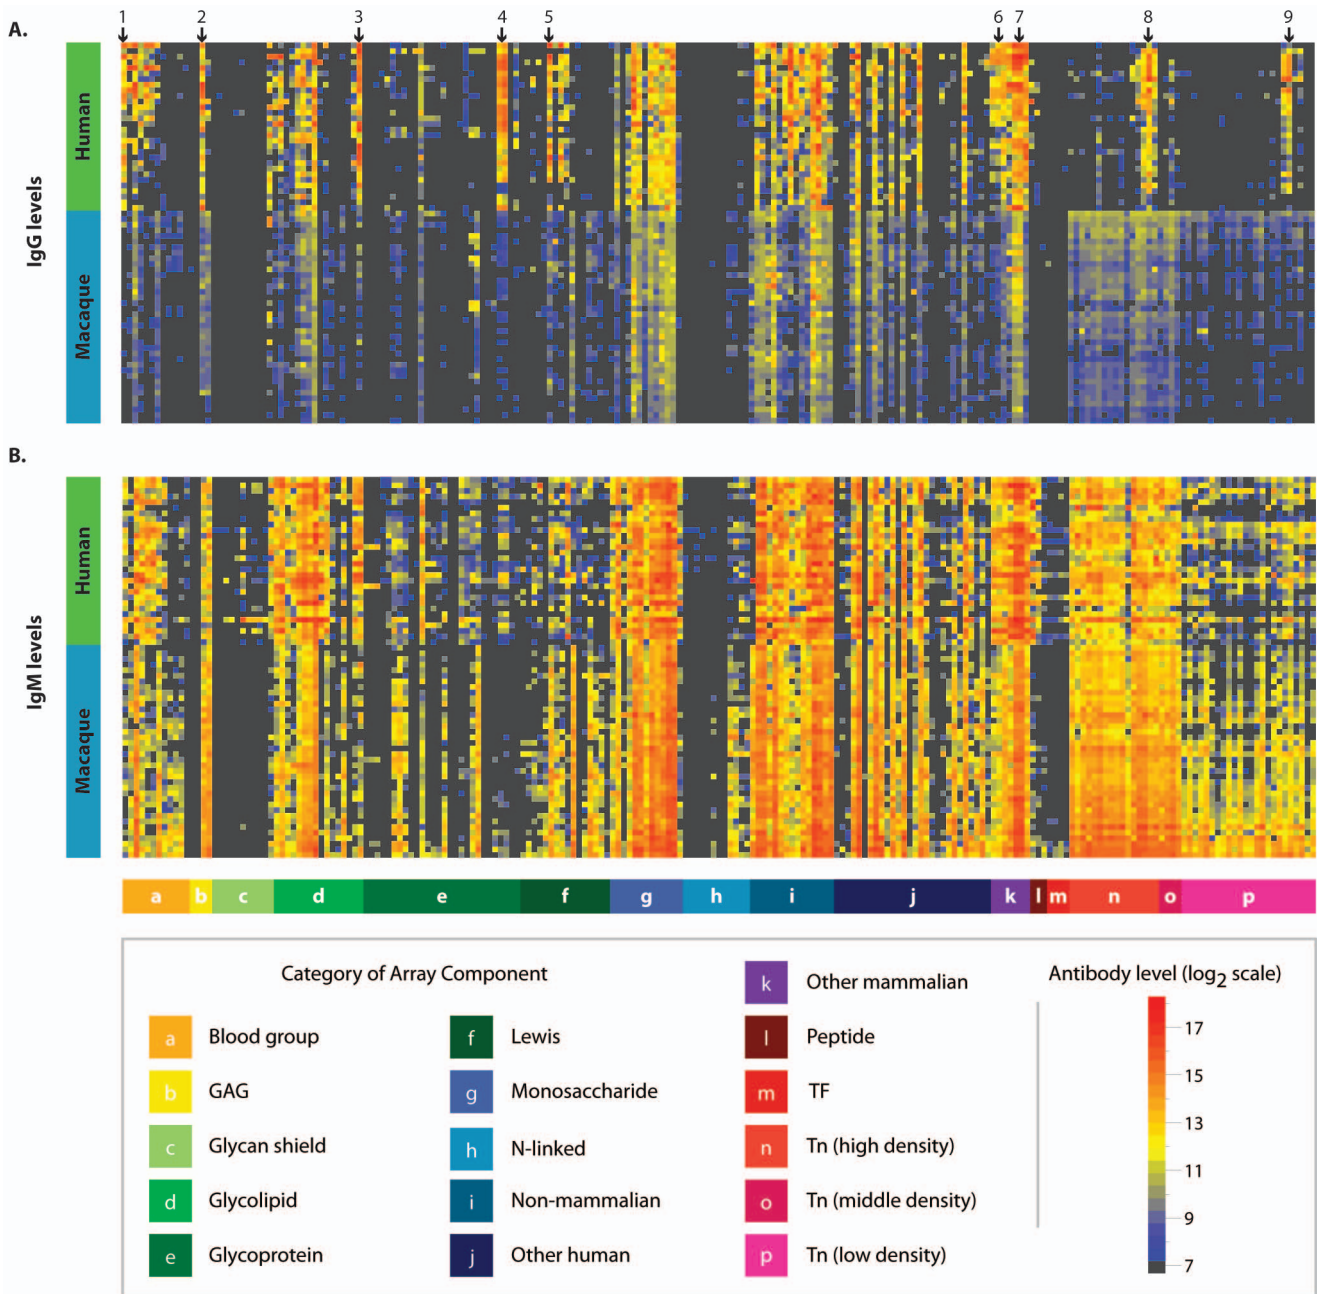 A.
1 2 3 4 5 6 7 8 9
IgG levels
Human
Macaque
B.
IgM levels
Human
Macaque
a b c d e f g h i j k l m n o p
Category of Array Component
a Blood group
b GAG
c Glycan shield
d Glycolipid
e Glycoprotein
f Lewis
g Monosaccharide
h N-linked
i Non-mammalian
j Other human
k Other mammalian
l Peptide
m TF
n Tn (high density)
o Tn (middle density)
p Tn (low density)
Antibody level (log2 scale)
17
15
13
11
9
7